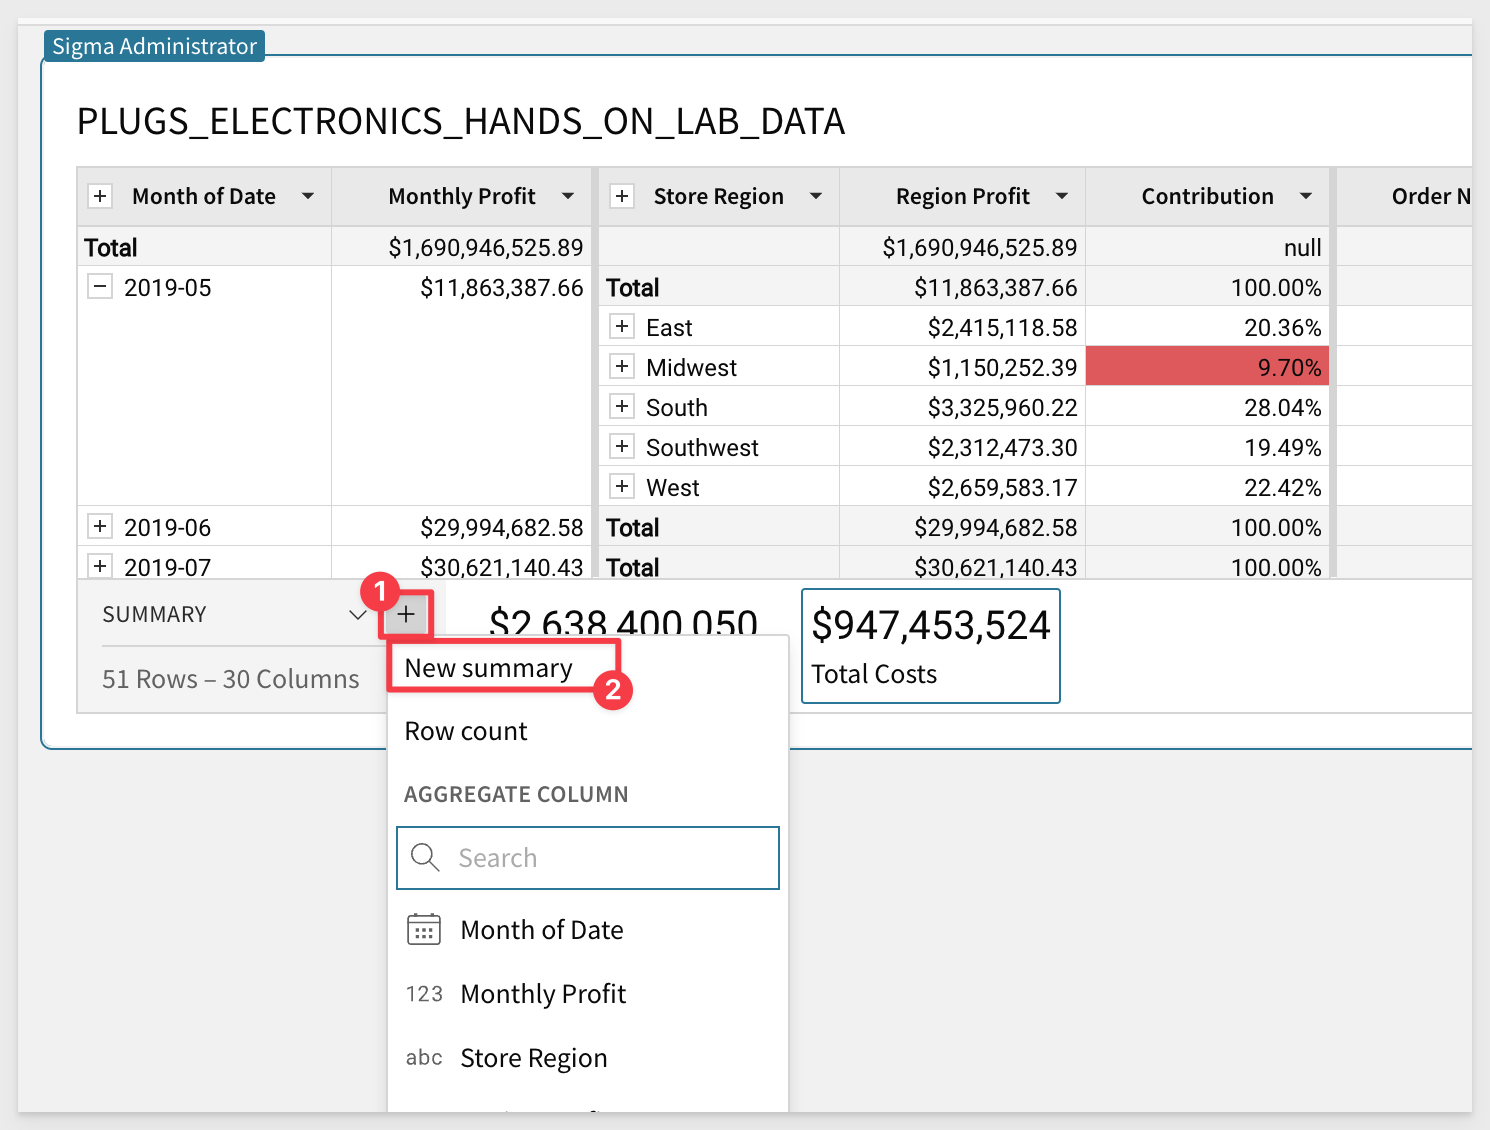 Sigma Administrator
PLUGS_ELECTRONICS_HANDS_ON_LAB_DATA
Month of Date Monthly Profit Store Region Region Profit Contribution Order N
Total $1,690,946,525.89 $1,690,946,525.89 null
2019-05 $11,863,387.66 Total $11,863,387.66 100.00%
East $2,415,118.58 20.36%
Midwest $1,150,252.39 9.70%
South $3,325,960.22 28.04%
Southwest $2,312,473.30 19.49%
West $2,659,583.17 22.42%
2019-06 $29,994,682.58 Total $29,994,682.58 100.00%
2019-07 $30,621,140.43 Total $30,621,140.43 100.00%
1
SUMMARY $2,638,400,050 $947,453,524
New summary Total Costs
2
51 Rows – 30 Columns
Row count
AGGREGATE COLUMN
Search
Month of Date
123 Monthly Profit
abc Store Region